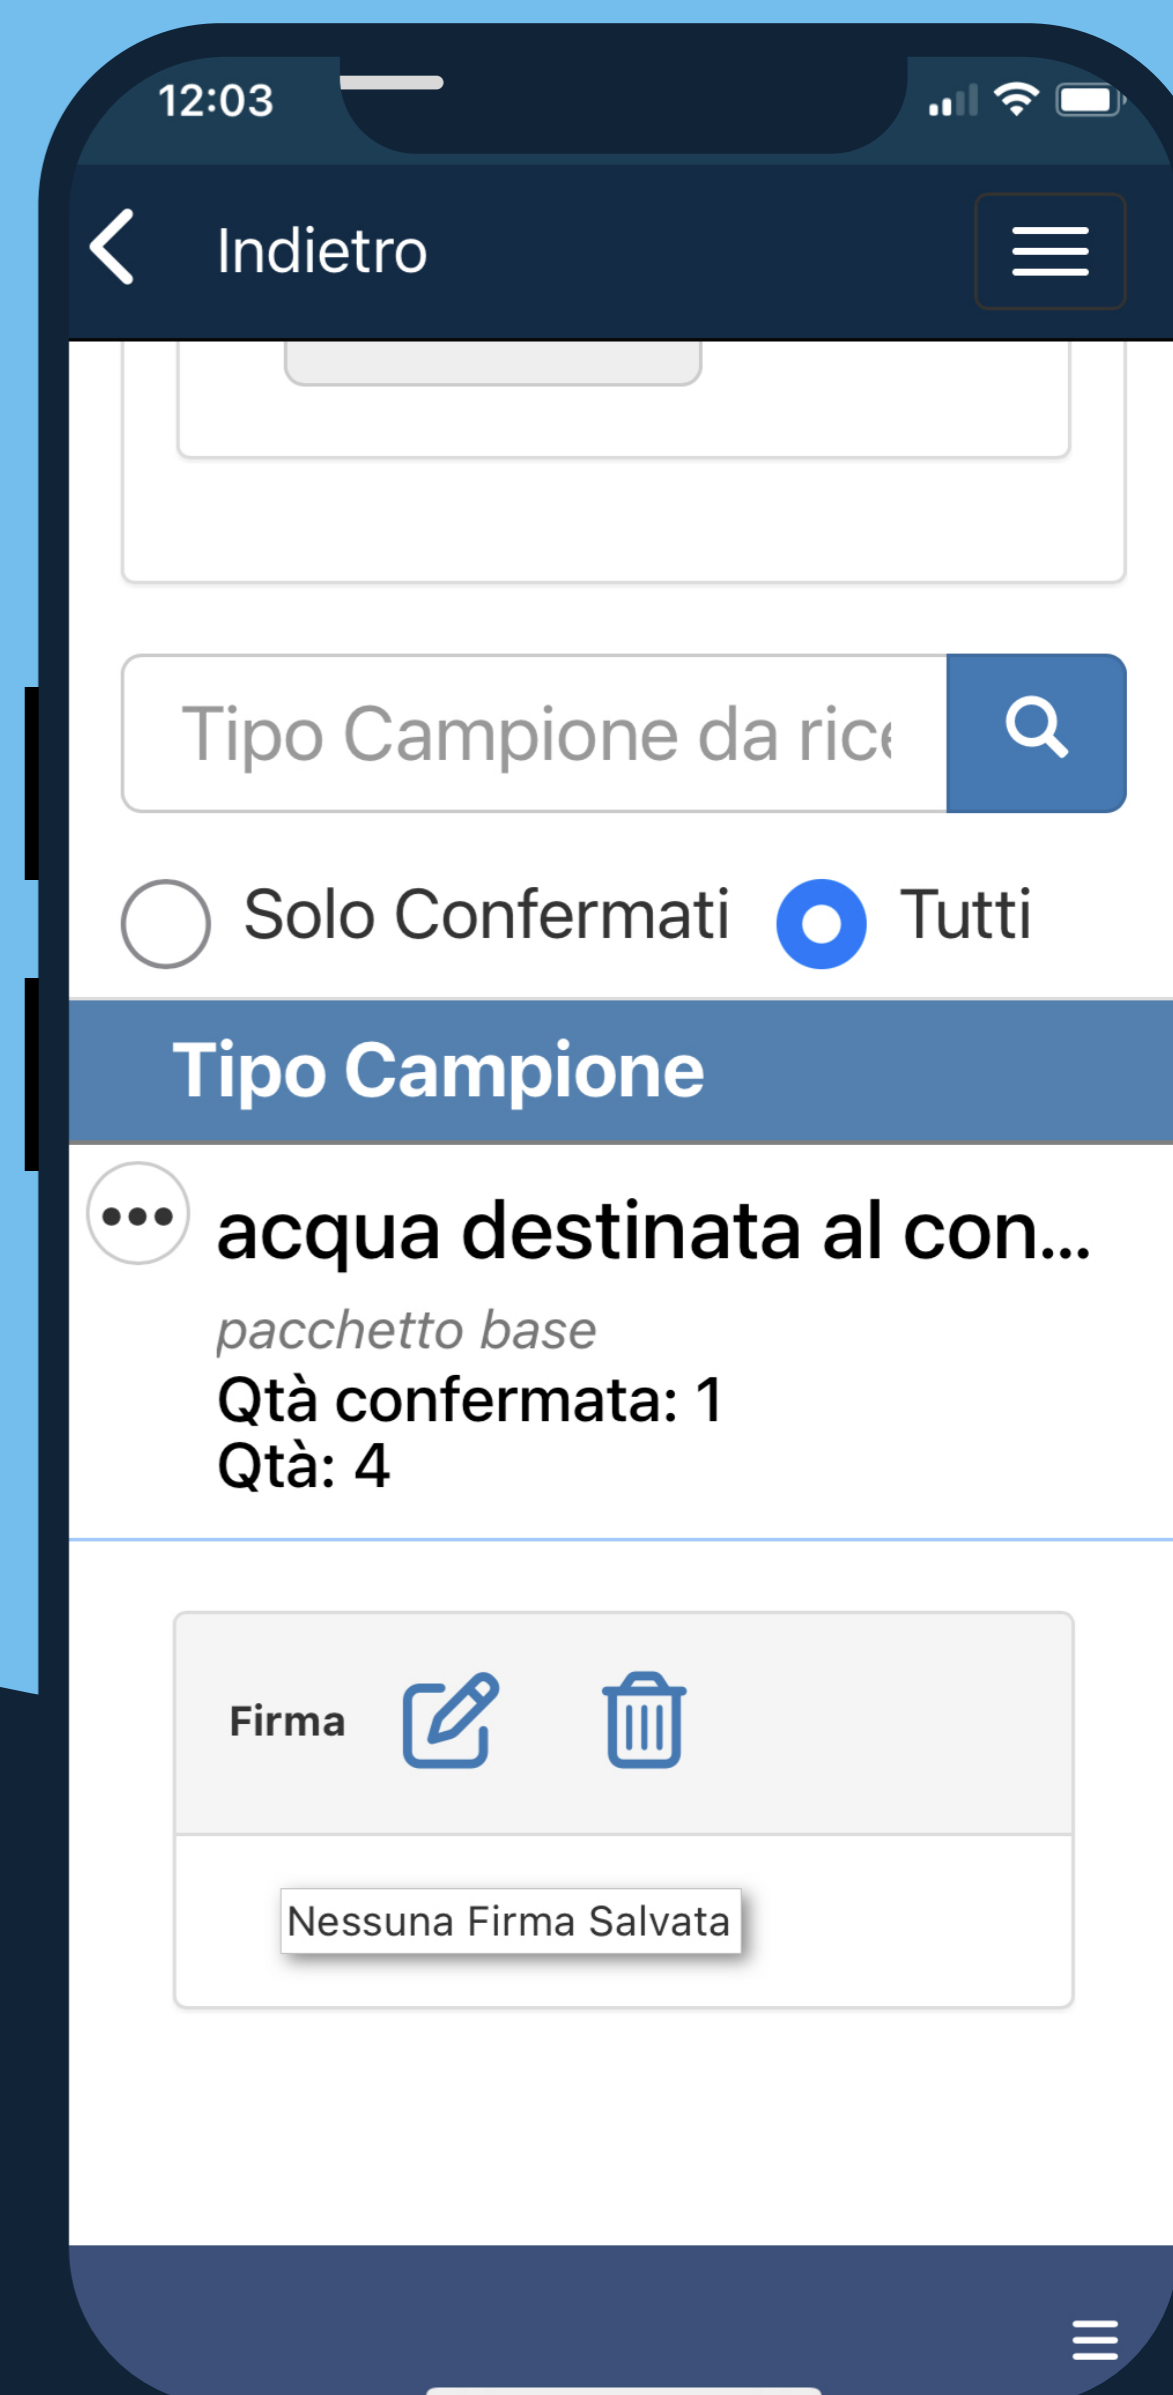 12:03
Indietro
Tipo Campione da rice
Solo Confermati Tutti
Tipo Campione
acqua destinata al con...
pacchetto base
Qtà confermata: 1
Qtà: 4
Firma
Nessuna Firma Salvata